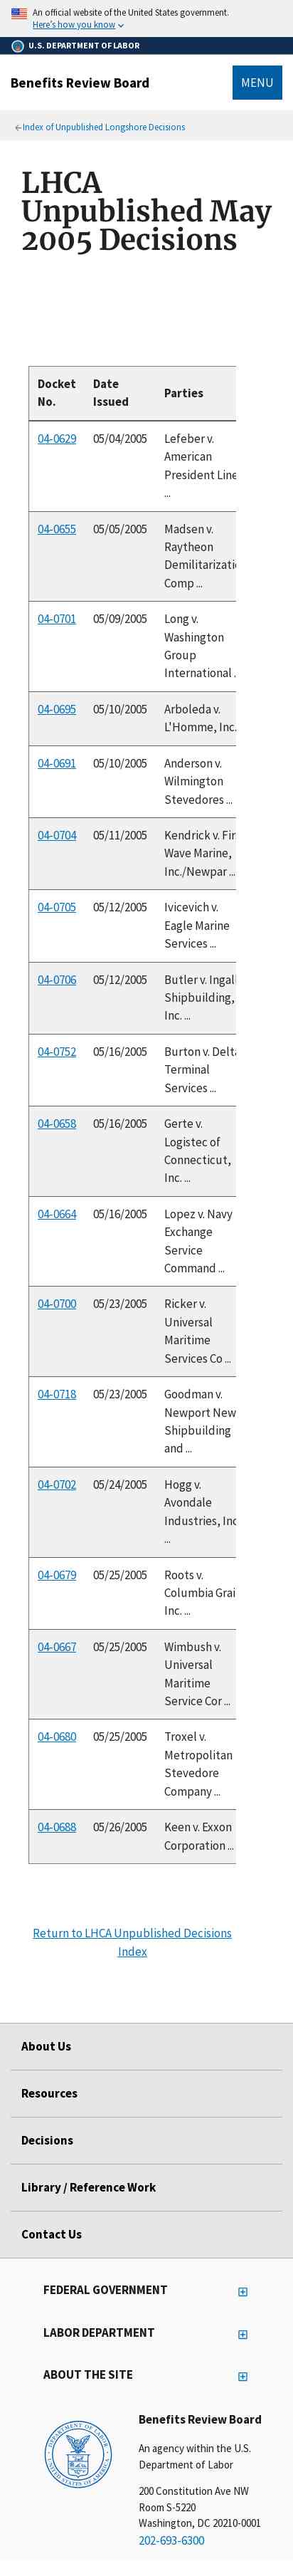 An official website of the United States government.
Here's how you know
U.S. DEPARTMENT OF LABOR
Benefits Review Board
MENU
Index of Unpublished Longshore Decisions
LHCA
Unpublished May
2005 Decisions
Docket Date Parties
No. Issued
04-0629 05/04/2005 Lefeber v.
American
President Line
...
04-0655 05/05/2005 Madsen v.
Raytheon
Demilitarizatio
Comp ...
04-0701 05/09/2005 Long v.
Washington
Group
International .
04-0695 05/10/2005 Arboleda v.
L'Homme, Inc.
04-0691 05/10/2005 Anderson v.
Wilmington
Stevedores ...
04-0704 05/11/2005 Kendrick v. Fir
Wave Marine,
Inc./Newpar ...
04-0705 05/12/2005 Ivicevich v.
Eagle Marine
Services ...
04-0706 05/12/2005 Butler v. Ingall
Shipbuilding,
Inc. ...
04-0752 05/16/2005 Burton v. Delta
Terminal
Services ...
04-0658 05/16/2005 Gerte v.
Logistec of
Connecticut,
Inc. ...
04-0664 05/16/2005 Lopez v. Navy
Exchange
Service
Command ...
04-0700 05/23/2005 Ricker v.
Universal
Maritime
Services Co ...
04-0718 05/23/2005 Goodman v.
Newport New
Shipbuilding
and ...
04-0702 05/24/2005 Hogg v.
Avondale
Industries, Inc
...
04-0679 05/25/2005 Roots v.
Columbia Grai
Inc. ...
04-0667 05/25/2005 Wimbush v.
Universal
Maritime
Service Cor ...
04-0680 05/25/2005 Troxel v.
Metropolitan
Stevedore
Company ...
04-0688 05/26/2005 Keen v. Exxon
Corporation ...
Return to LHCA Unpublished Decisions
Index
About Us
Resources
Decisions
Library / Reference Work
Contact Us
FEDERAL GOVERNMENT
LABOR DEPARTMENT
ABOUT THE SITE
DEPARTMENT OF LABOR
UNITED STATES OF AMERICA
Benefits Review Board
An agency within the U.S.
Department of Labor
200 Constitution Ave NW
Room S-5220
Washington, DC 20210-0001
202-693-6300